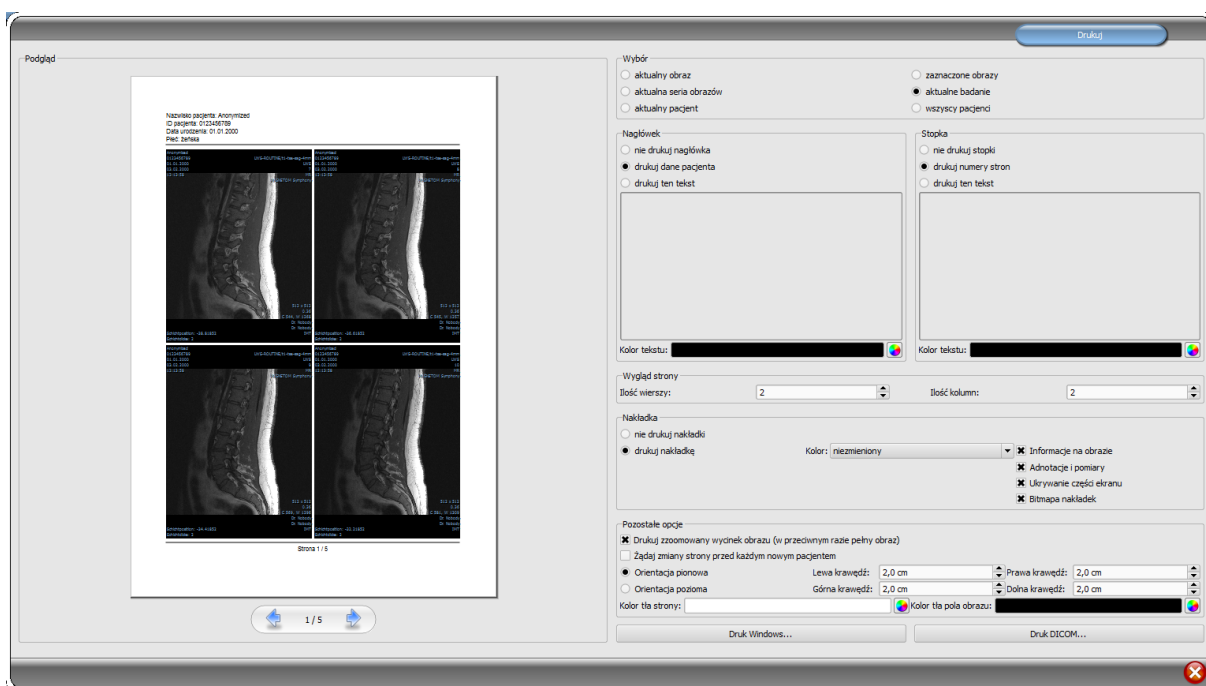 Drukuj
Podgląd
Nazwisko pacjenta: Anonymized
ID pacjenta: 0123456789
Data urodzenia: 01.01.2000
Płeć: żeńska
Anonymized
0123456789
01.01.2000
Strona 1 / 5
1 / 5
Wybór
aktualny obraz
zaznaczone obrazy
aktualna seria obrazów
aktualne badanie
aktualny pacjent
wszyscy pacjenci
Nagłówek
nie drukuj nagłówka
drukuj dane pacjenta
drukuj ten tekst
Kolor tekstu:
Stopka
nie drukuj stopki
drukuj numery stron
drukuj ten tekst
Kolor tekstu:
Wygląd strony
Ilość wierszy: 2
Ilość kolumn: 2
Nakładka
nie drukuj nakładki
drukuj nakładkę
Kolor: niezmieniony
Informacje na obrazie
Adnotacje i pomiary
Ukrywanie części ekranu
Bitmapa nakładek
Pozostałe opcje
Drukuj zzoomowany wycinek obrazu (w przeciwnym razie pełny obraz)
Żądaj zmiany strony przed każdym nowym pacjentem
Orientacja pionowa
Lewa krawędź: 2,0 cm
Prawa krawędź: 2,0 cm
Orientacja pozioma
Górna krawędź: 2,0 cm
Dolna krawędź: 2,0 cm
Kolor tła strony:
Kolor tła pola obrazu:
Druk Windows...
Druk DICOM...